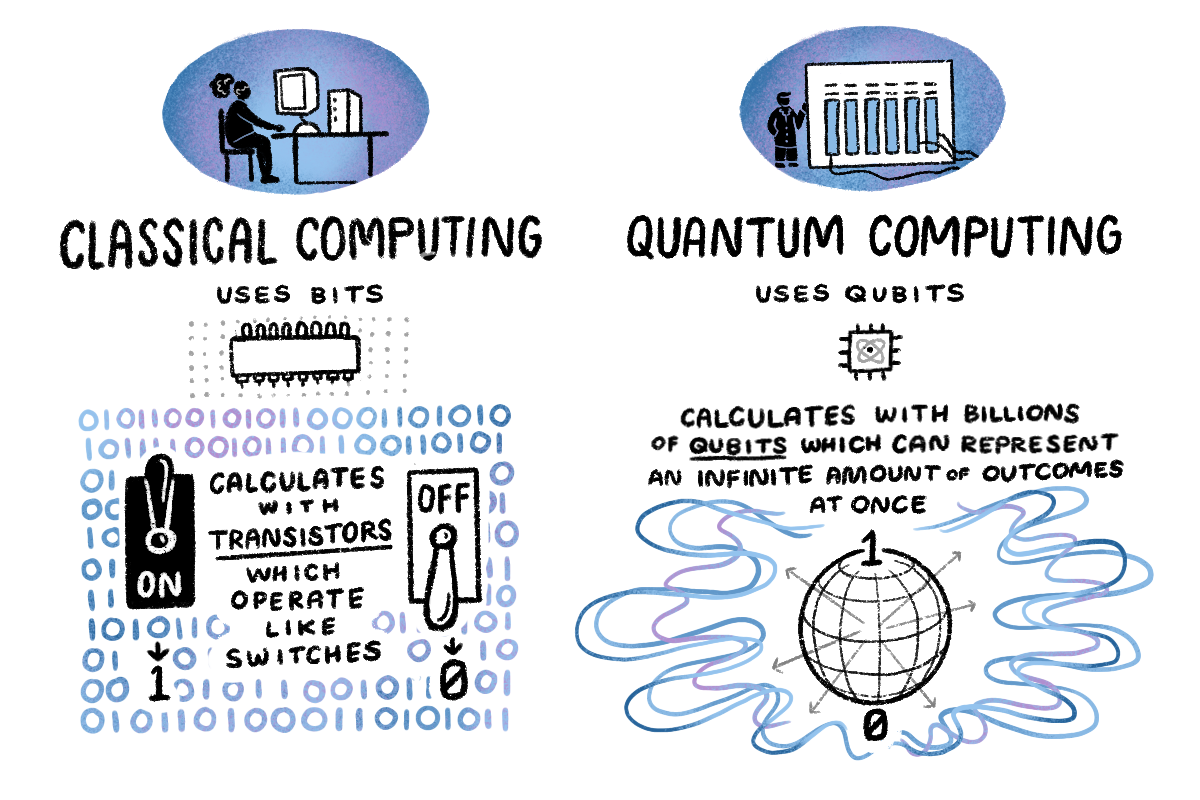 CLASSICAL COMPUTING
USES BITS
CALCULATES
WITH
TRANSISTORS
WHICH
OPERATE
LIKE
SWITCHES
ON
1
OFF
0
QUANTUM COMPUTING
USES QUBITS
CALCULATES WITH BILLIONS
OF QUBITS WHICH CAN REPRESENT
AN INFINITE AMOUNT OF OUTCOMES
AT ONCE
1
0